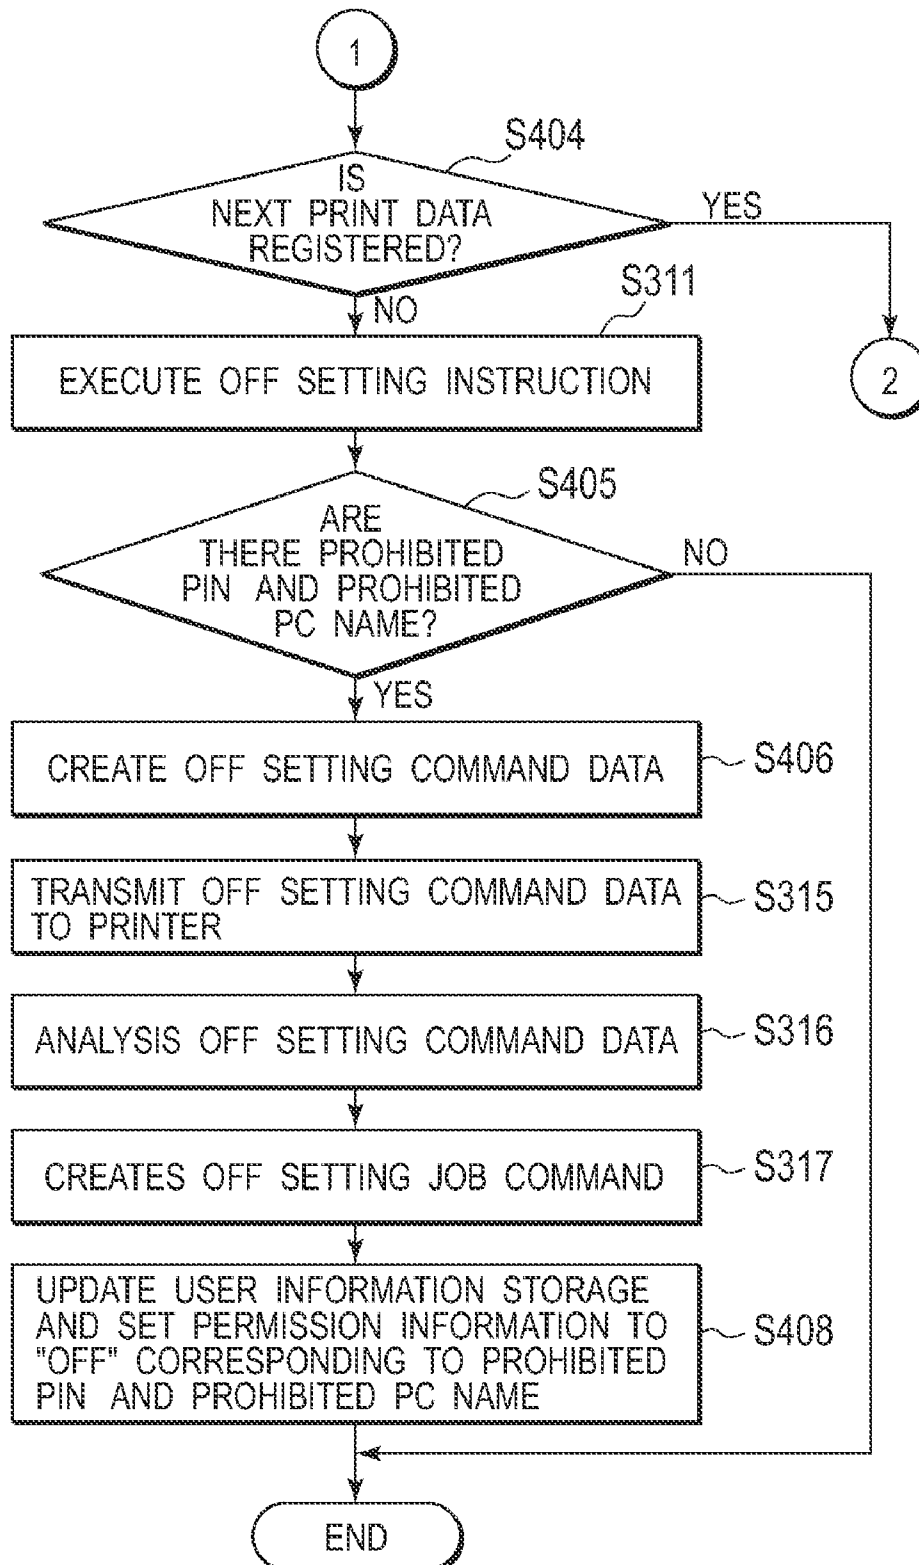 1
S404
IS
NEXT PRINT DATA
REGISTERED?
YES
NO
S311
EXECUTE OFF SETTING INSTRUCTION
2
S405
ARE
THERE PROHIBITED
PIN AND PROHIBITED
PC NAME?
NO
YES
CREATE OFF SETTING COMMAND DATA
S406
TRANSMIT OFF SETTING COMMAND DATA
TO PRINTER
S315
ANALYSIS OFF SETTING COMMAND DATA
S316
CREATES OFF SETTING JOB COMMAND
S317
UPDATE USER INFORMATION STORAGE
AND SET PERMISSION INFORMATION TO
"OFF" CORRESPONDING TO PROHIBITED
PIN AND PROHIBITED PC NAME
S408
END